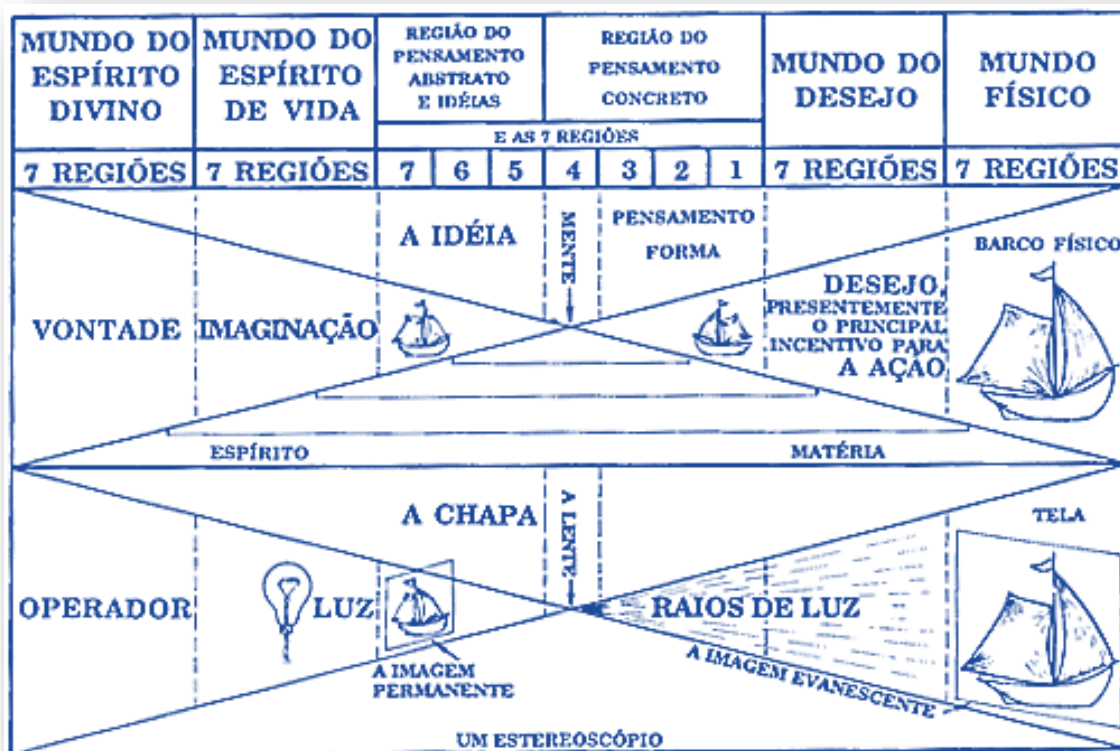 MUNDO DO
ESPÍRITO
DIVINO
MUNDO DO
ESPÍRITO
DE VIDA
REGIÃO DO
PENSAMENTO
ABSTRATO
E IDÉIAS
REGIÃO DO
PENSAMENTO
CONCRETO
MUNDO DO
DESEJO
MUNDO
FÍSICO
E AS 7 REGIÕES
7 REGIÕES
7 REGIÕES
7
6
5
4
3
2
1
7 REGIÕES
7 REGIÕES
A IDÉIA
MENTE
PENSAMENTO
FORMA
BARCO FÍSICO
VONTADE
IMAGINAÇÃO
DESEJO,
PRESENTEMENTE
O PRINCIPAL
INCENTIVO PARA
A AÇÃO
ESPÍRITO
MATÉRIA
A CHAPA
A LENTE
TELA
OPERADOR
LUZ
RAIOS DE LUZ
A IMAGEM
PERMANENTE
A IMAGEM EVANESCENTE
UM ESTEREOSCÓPIO